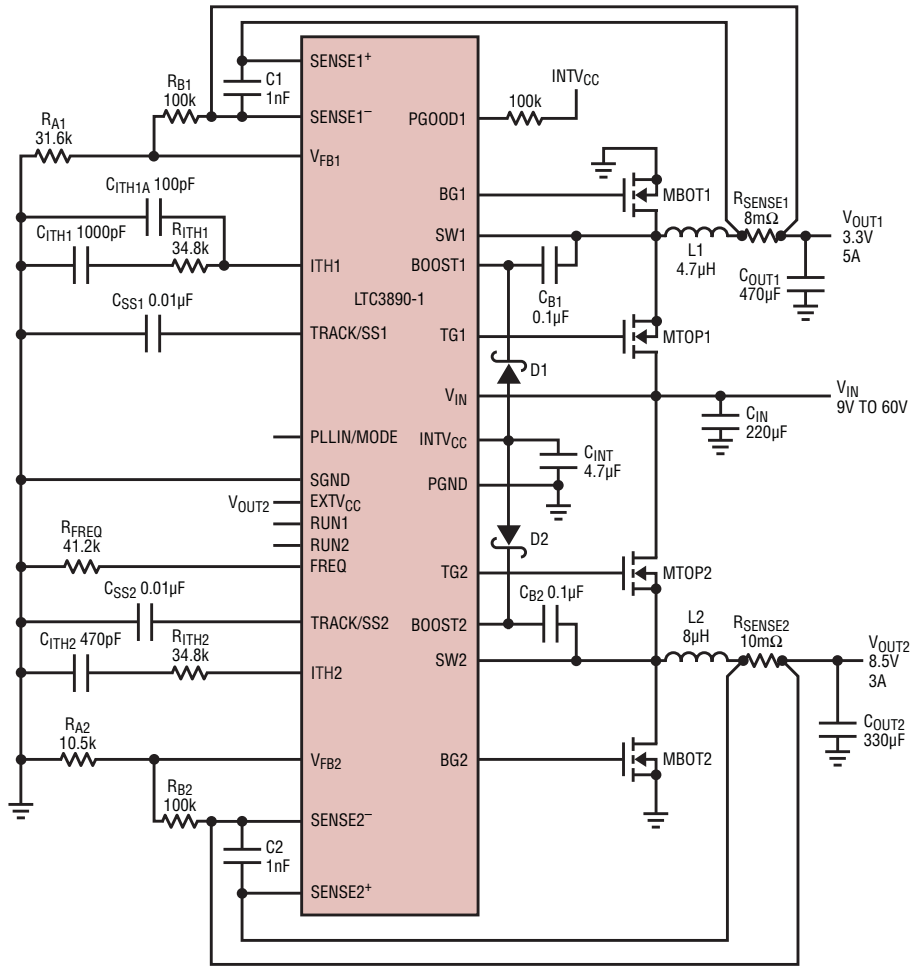 SENSE1+
C1
1nF
RB1
100k
SENSE1–
INTVCC
100k
PGOOD1
RA1
31.6k
VFB1
CITH1A 100pF
BG1
MBOT1
RSENSE1
8mΩ
VOUT1
3.3V
5A
CITH1 1000pF
RITH1
34.8k
SW1
L1
4.7µH
ITH1
BOOST1
COUT1
470µF
LTC3890-1
CB1
0.1µF
CSS1 0.01µF
TRACK/SS1
TG1
MTOP1
D1
VIN
VIN
9V TO 60V
CIN
220µF
PLLIN/MODE
INTVCC
CINT
4.7µF
SGND
PGND
VOUT2
EXTVCC
RUN1
RUN2
D2
RFREQ
41.2k
FREQ
TG2
MTOP2
CSS2 0.01µF
CB2 0.1µF
TRACK/SS2
BOOST2
L2
8µH
RSENSE2
10mΩ
VOUT2
8.5V
3A
CITH2 470pF
RITH2
34.8k
SW2
ITH2
COUT2
330µF
RA2
10.5k
VFB2
BG2
MBOT2
RB2
100k
SENSE2–
C2
1nF
SENSE2+